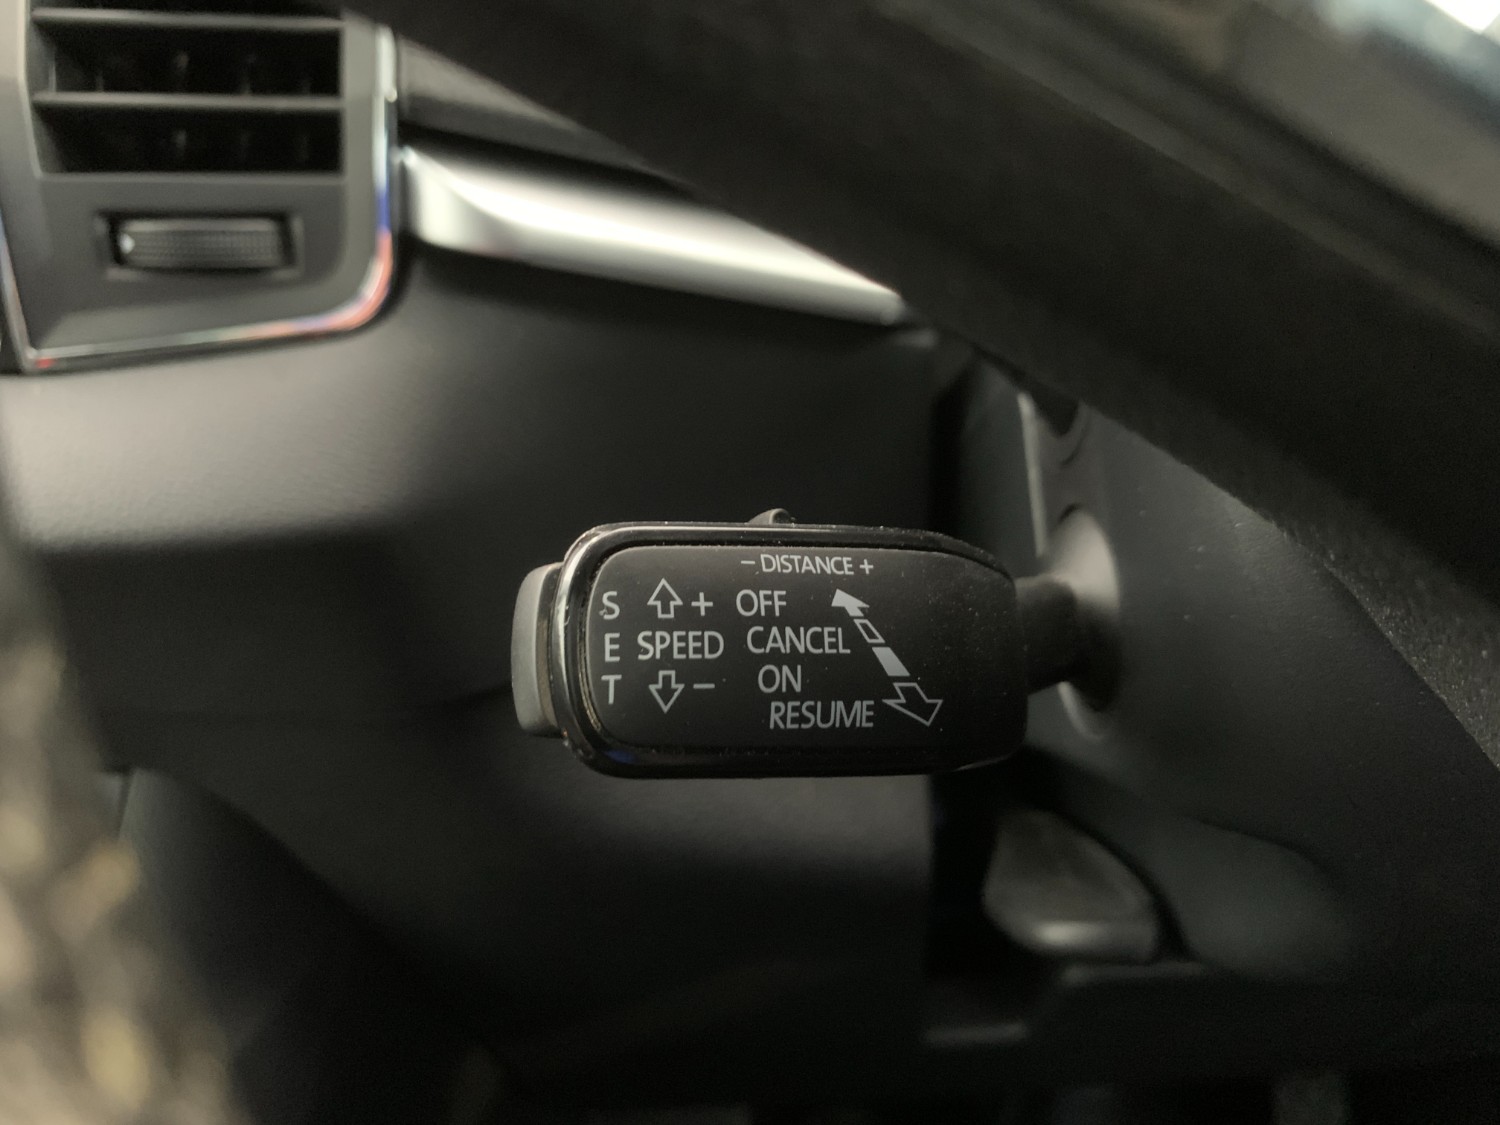 - DISTANCE +
S + OFF
E SPEED CANCEL
T - ON
RESUME